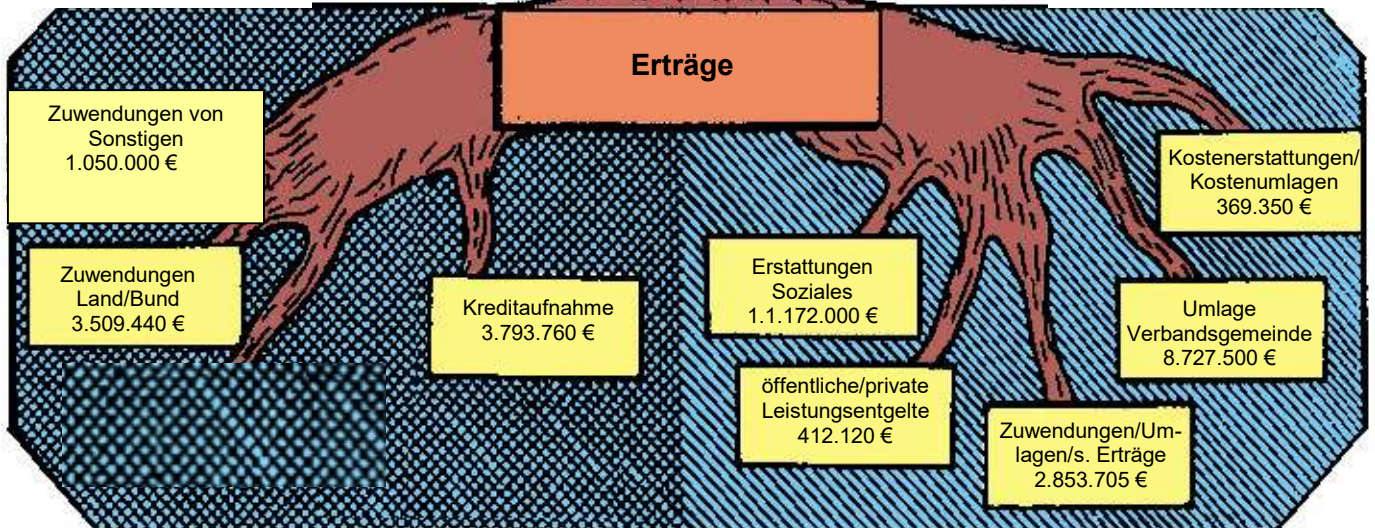 Erträge
Zuwendungen von
Sonstigen
1.050.000 €
Zuwendungen
Land/Bund
3.509.440 €
Kreditaufnahme
3.793.760 €
Erstattungen
Soziales
1.1.172.000 €
öffentliche/private
Leistungsentgelte
412.120 €
Zuwendungen/Um-
lagen/s. Erträge
2.853.705 €
Umlage
Verbandsgemeinde
8.727.500 €
Kostenerstattungen/
Kostenumlagen
369.350 €